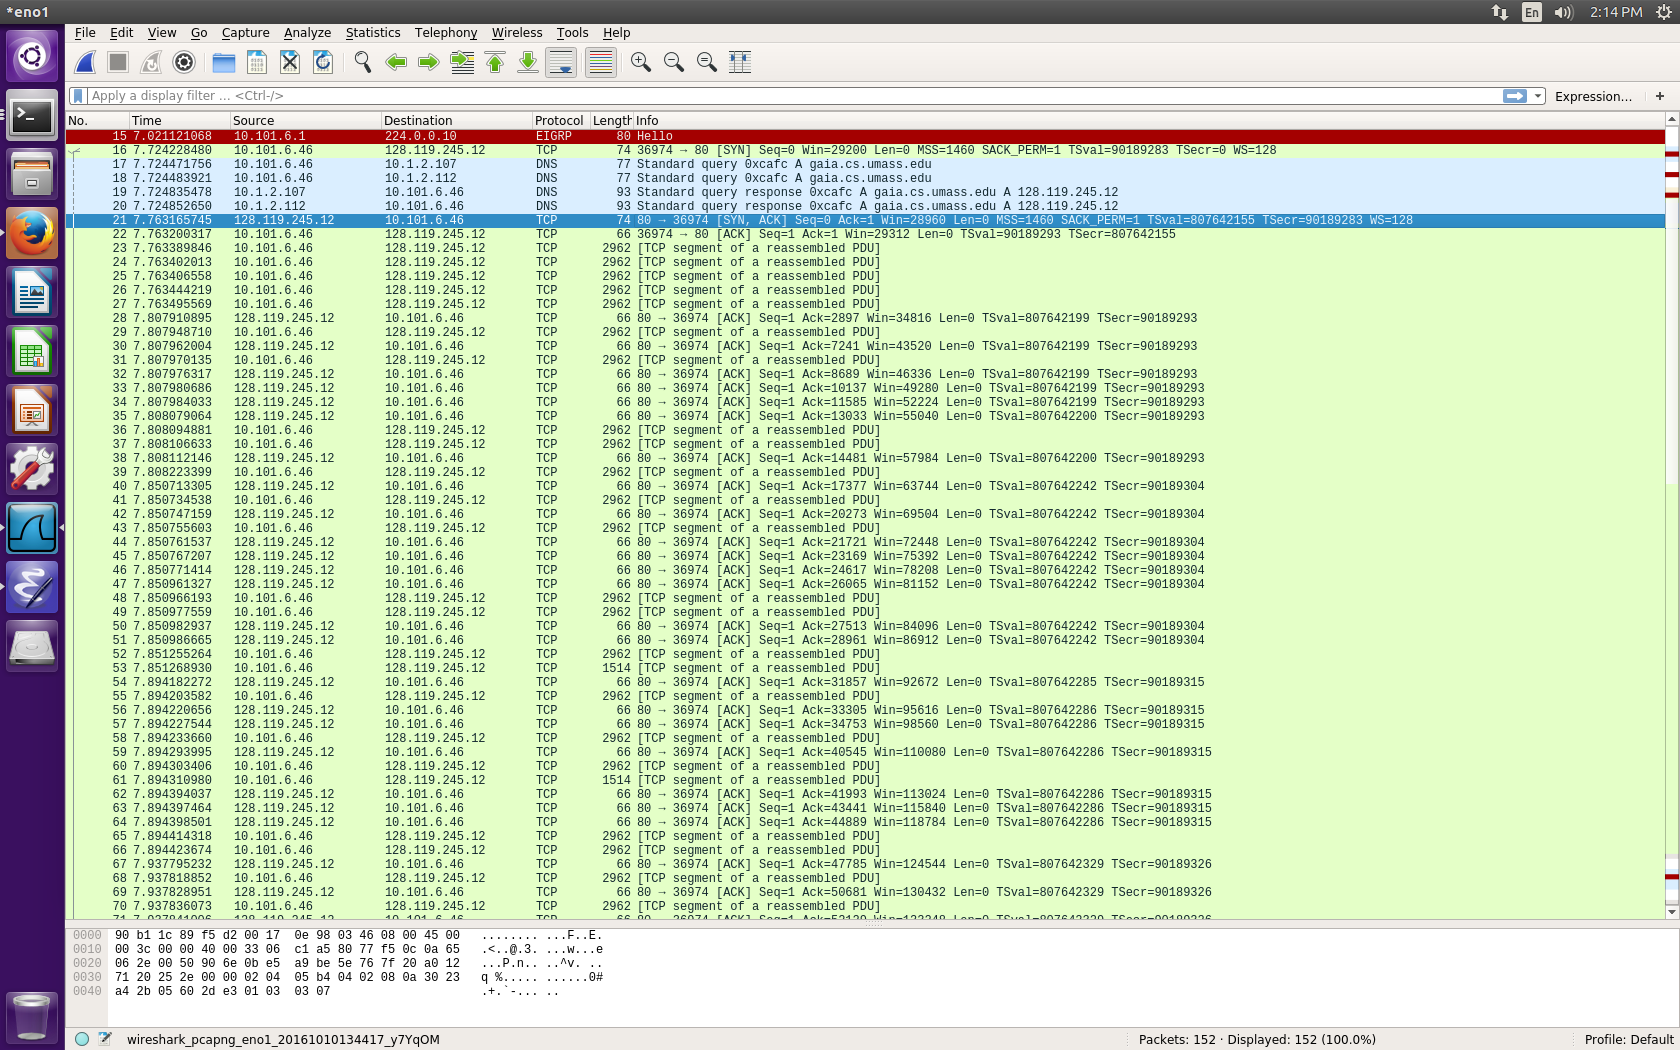 *eno1
En
2:14 PM
File Edit View Go Capture Analyze Statistics Telephony Wireless Tools Help
Apply a display filter ... <Ctrl-/>
Expression...
+
No. Time Source Destination Protocol Length Info
15 7.021121068 10.101.6.1 224.0.0.10 EIGRP 80 Hello
16 7.724228480 10.101.6.46 128.119.245.12 TCP 74 36974 → 80 [SYN] Seq=0 Win=29200 Len=0 MSS=1460 SACK_PERM=1 TSval=90189283 TSecr=0 WS=128
17 7.724471756 10.101.6.46 10.1.2.107 DNS 77 Standard query 0xcafc A gaia.cs.umass.edu
18 7.724483921 10.101.6.46 10.1.2.112 DNS 77 Standard query 0xcafc A gaia.cs.umass.edu
19 7.724835478 10.1.2.107 10.101.6.46 DNS 93 Standard query response 0xcafc A gaia.cs.umass.edu A 128.119.245.12
20 7.724852650 10.1.2.112 10.101.6.46 DNS 93 Standard query response 0xcafc A gaia.cs.umass.edu A 128.119.245.12
21 7.763165745 128.119.245.12 10.101.6.46 TCP 74 80 → 36974 [SYN, ACK] Seq=0 Ack=1 Win=28960 Len=0 MSS=1460 SACK_PERM=1 TSval=807642155 TSecr=90189283 WS=128
22 7.763200317 10.101.6.46 128.119.245.12 TCP 66 36974 → 80 [ACK] Seq=1 Ack=1 Win=29312 Len=0 TSval=90189293 TSecr=807642155
23 7.763389846 10.101.6.46 128.119.245.12 TCP 2962 [TCP segment of a reassembled PDU]
24 7.763402013 10.101.6.46 128.119.245.12 TCP 2962 [TCP segment of a reassembled PDU]
25 7.763406558 10.101.6.46 128.119.245.12 TCP 2962 [TCP segment of a reassembled PDU]
26 7.763444219 10.101.6.46 128.119.245.12 TCP 2962 [TCP segment of a reassembled PDU]
27 7.763495569 10.101.6.46 128.119.245.12 TCP 2962 [TCP segment of a reassembled PDU]
28 7.807910895 128.119.245.12 10.101.6.46 TCP 66 80 → 36974 [ACK] Seq=1 Ack=2897 Win=34816 Len=0 TSval=807642199 TSecr=90189293
29 7.807948710 10.101.6.46 128.119.245.12 TCP 2962 [TCP segment of a reassembled PDU]
30 7.807962004 128.119.245.12 10.101.6.46 TCP 66 80 → 36974 [ACK] Seq=1 Ack=7241 Win=43520 Len=0 TSval=807642199 TSecr=90189293
31 7.807970135 10.101.6.46 128.119.245.12 TCP 2962 [TCP segment of a reassembled PDU]
32 7.807976317 128.119.245.12 10.101.6.46 TCP 66 80 → 36974 [ACK] Seq=1 Ack=8689 Win=46336 Len=0 TSval=807642199 TSecr=90189293
33 7.807980686 128.119.245.12 10.101.6.46 TCP 66 80 → 36974 [ACK] Seq=1 Ack=10137 Win=49280 Len=0 TSval=807642199 TSecr=90189293
34 7.807984033 128.119.245.12 10.101.6.46 TCP 66 80 → 36974 [ACK] Seq=1 Ack=11585 Win=52224 Len=0 TSval=807642199 TSecr=90189293
35 7.808079064 128.119.245.12 10.101.6.46 TCP 66 80 → 36974 [ACK] Seq=1 Ack=13033 Win=55040 Len=0 TSval=807642200 TSecr=90189293
36 7.808094881 10.101.6.46 128.119.245.12 TCP 2962 [TCP segment of a reassembled PDU]
37 7.808106633 10.101.6.46 128.119.245.12 TCP 2962 [TCP segment of a reassembled PDU]
38 7.808112146 128.119.245.12 10.101.6.46 TCP 66 80 → 36974 [ACK] Seq=1 Ack=14481 Win=57984 Len=0 TSval=807642200 TSecr=90189293
39 7.808223399 10.101.6.46 128.119.245.12 TCP 2962 [TCP segment of a reassembled PDU]
40 7.850713305 128.119.245.12 10.101.6.46 TCP 66 80 → 36974 [ACK] Seq=1 Ack=17377 Win=63744 Len=0 TSval=807642242 TSecr=90189304
41 7.850734538 10.101.6.46 128.119.245.12 TCP 2962 [TCP segment of a reassembled PDU]
42 7.850747159 128.119.245.12 10.101.6.46 TCP 66 80 → 36974 [ACK] Seq=1 Ack=20273 Win=69504 Len=0 TSval=807642242 TSecr=90189304
43 7.850755603 10.101.6.46 128.119.245.12 TCP 2962 [TCP segment of a reassembled PDU]
44 7.850761537 128.119.245.12 10.101.6.46 TCP 66 80 → 36974 [ACK] Seq=1 Ack=21721 Win=72448 Len=0 TSval=807642242 TSecr=90189304
45 7.850767207 128.119.245.12 10.101.6.46 TCP 66 80 → 36974 [ACK] Seq=1 Ack=23169 Win=75392 Len=0 TSval=807642242 TSecr=90189304
46 7.850771414 128.119.245.12 10.101.6.46 TCP 66 80 → 36974 [ACK] Seq=1 Ack=24617 Win=78208 Len=0 TSval=807642242 TSecr=90189304
47 7.850961327 128.119.245.12 10.101.6.46 TCP 66 80 → 36974 [ACK] Seq=1 Ack=26065 Win=81152 Len=0 TSval=807642242 TSecr=90189304
48 7.850966193 10.101.6.46 128.119.245.12 TCP 2962 [TCP segment of a reassembled PDU]
49 7.850977559 10.101.6.46 128.119.245.12 TCP 2962 [TCP segment of a reassembled PDU]
50 7.850982937 128.119.245.12 10.101.6.46 TCP 66 80 → 36974 [ACK] Seq=1 Ack=27513 Win=84096 Len=0 TSval=807642242 TSecr=90189304
51 7.850986665 128.119.245.12 10.101.6.46 TCP 66 80 → 36974 [ACK] Seq=1 Ack=28961 Win=86912 Len=0 TSval=807642242 TSecr=90189304
52 7.851255264 10.101.6.46 128.119.245.12 TCP 2962 [TCP segment of a reassembled PDU]
53 7.851268930 10.101.6.46 128.119.245.12 TCP 1514 [TCP segment of a reassembled PDU]
54 7.894182272 128.119.245.12 10.101.6.46 TCP 66 80 → 36974 [ACK] Seq=1 Ack=31857 Win=92672 Len=0 TSval=807642285 TSecr=90189315
55 7.894203582 10.101.6.46 128.119.245.12 TCP 2962 [TCP segment of a reassembled PDU]
56 7.894220656 128.119.245.12 10.101.6.46 TCP 66 80 → 36974 [ACK] Seq=1 Ack=33305 Win=95616 Len=0 TSval=807642286 TSecr=90189315
57 7.894227544 128.119.245.12 10.101.6.46 TCP 66 80 → 36974 [ACK] Seq=1 Ack=34753 Win=98560 Len=0 TSval=807642286 TSecr=90189315
58 7.894233660 10.101.6.46 128.119.245.12 TCP 2962 [TCP segment of a reassembled PDU]
59 7.894293995 128.119.245.12 10.101.6.46 TCP 66 80 → 36974 [ACK] Seq=1 Ack=40545 Win=110080 Len=0 TSval=807642286 TSecr=90189315
60 7.894303406 10.101.6.46 128.119.245.12 TCP 2962 [TCP segment of a reassembled PDU]
61 7.894310980 10.101.6.46 128.119.245.12 TCP 1514 [TCP segment of a reassembled PDU]
62 7.894394037 128.119.245.12 10.101.6.46 TCP 66 80 → 36974 [ACK] Seq=1 Ack=41993 Win=113024 Len=0 TSval=807642286 TSecr=90189315
63 7.894397464 128.119.245.12 10.101.6.46 TCP 66 80 → 36974 [ACK] Seq=1 Ack=43441 Win=115840 Len=0 TSval=807642286 TSecr=90189315
64 7.894398501 128.119.245.12 10.101.6.46 TCP 66 80 → 36974 [ACK] Seq=1 Ack=44889 Win=118784 Len=0 TSval=807642286 TSecr=90189315
65 7.894414318 10.101.6.46 128.119.245.12 TCP 2962 [TCP segment of a reassembled PDU]
66 7.894423674 10.101.6.46 128.119.245.12 TCP 2962 [TCP segment of a reassembled PDU]
67 7.937795232 128.119.245.12 10.101.6.46 TCP 66 80 → 36974 [ACK] Seq=1 Ack=47785 Win=124544 Len=0 TSval=807642329 TSecr=90189326
68 7.937818852 10.101.6.46 128.119.245.12 TCP 2962 [TCP segment of a reassembled PDU]
69 7.937828951 128.119.245.12 10.101.6.46 TCP 66 80 → 36974 [ACK] Seq=1 Ack=50681 Win=130432 Len=0 TSval=807642329 TSecr=90189326
70 7.937836073 10.101.6.46 128.119.245.12 TCP 2962 [TCP segment of a reassembled PDU]
0000 90 b1 1c 89 f5 d2 00 17 0e 98 03 46 08 00 45 00 ........ ...F..E.
0010 00 3c 00 00 40 00 33 06 c1 a5 80 77 f5 0c 0a 65 .<..@.3. ...w...e
0020 06 2e 00 50 90 6e 0b e5 a9 be 5e 76 7f 20 a0 12 ...P.n.. ..^v. ..
0030 71 20 25 2e 00 00 02 04 05 b4 04 02 08 0a 30 23 q %..... ......0#
0040 a4 2b 05 60 2d e3 01 03 03 07 .+.`-... ..
wireshark_pcapng_eno1_20161010134417_y7YqOM
Packets: 152 · Displayed: 152 (100.0%)
Profile: Default